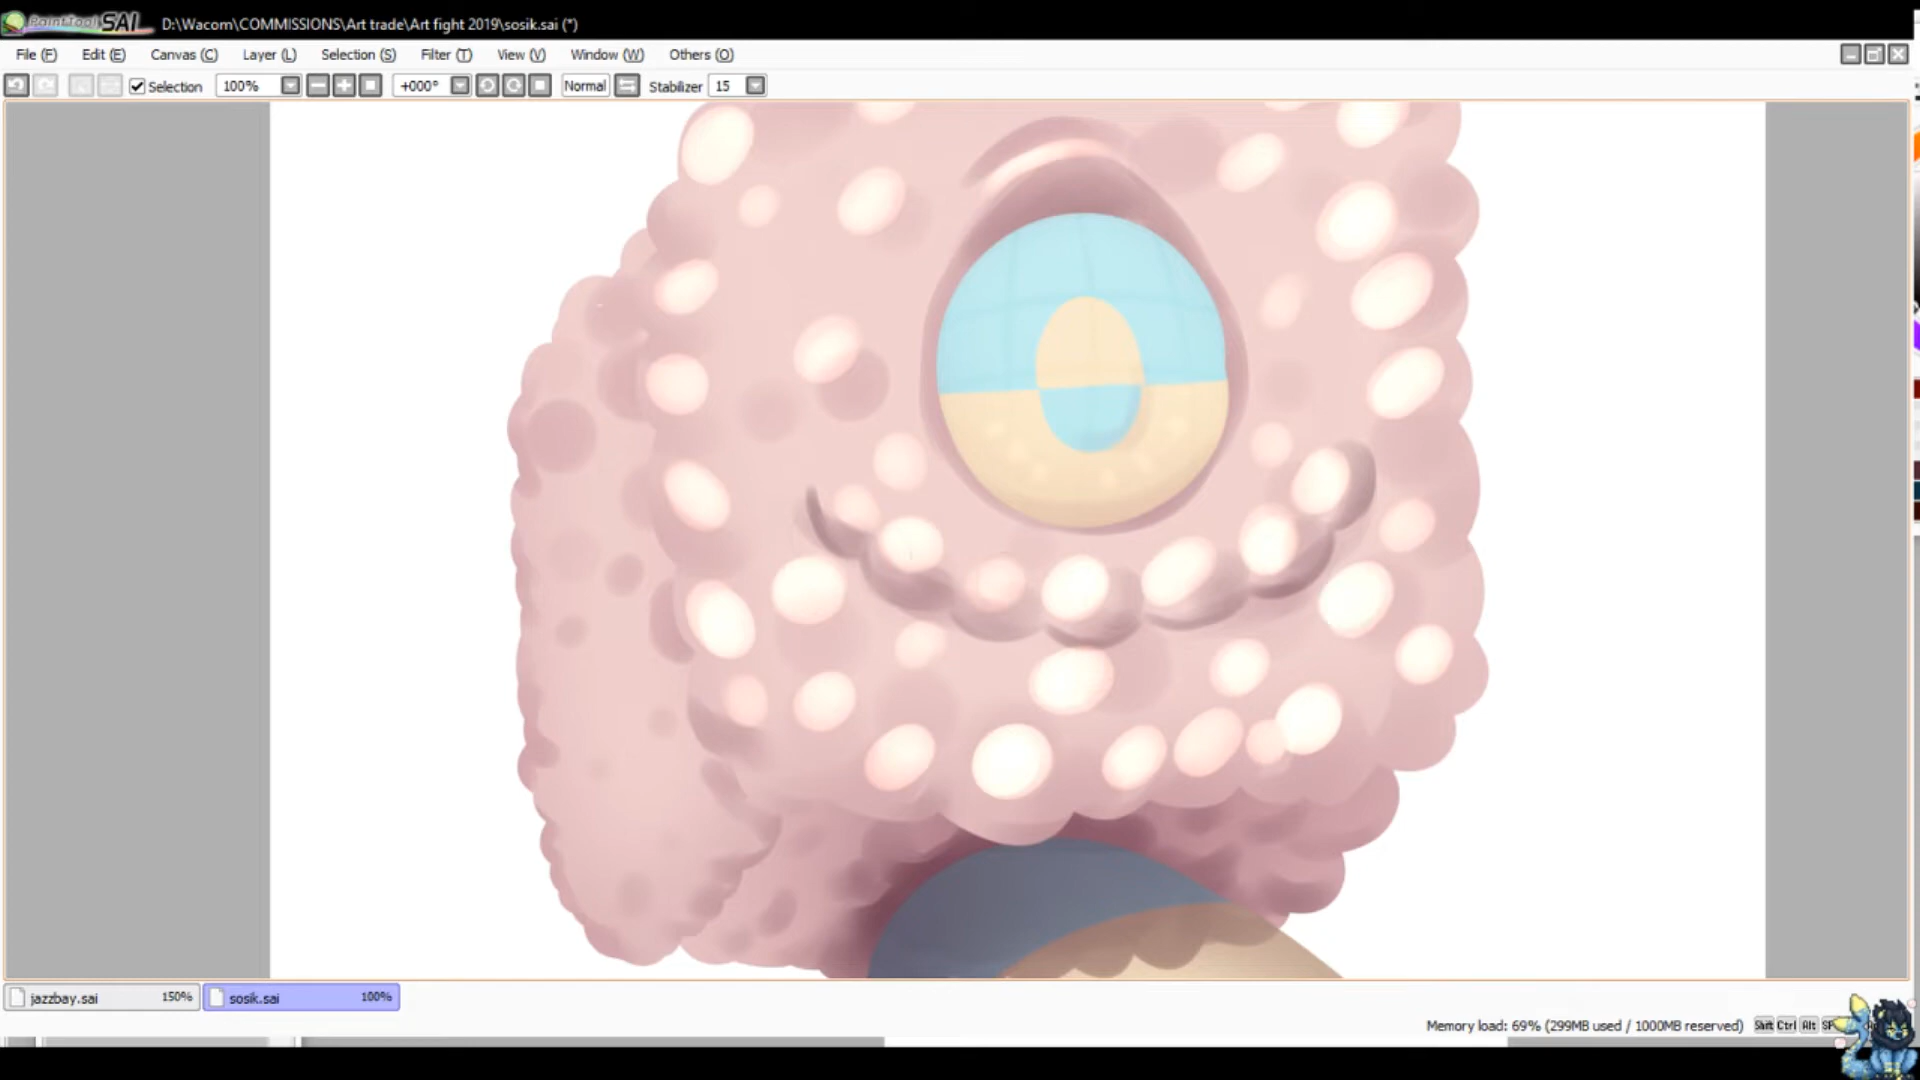 PaintTool SAI D:\Wacom\COMMISSIONS\Art trade\Art fight 2019\sosik.sai (*)
File (F) Edit (E) Canvas (C) Layer (L) Selection (S) Filter (T) View (V) Window (W) Others (O)
Selection 100% +000° Normal Stabilizer 15
jazzbay.sai 150% sosik.sai 100%
Memory load: 69% (299MB used / 1000MB reserved) Shift Ctrl Alt